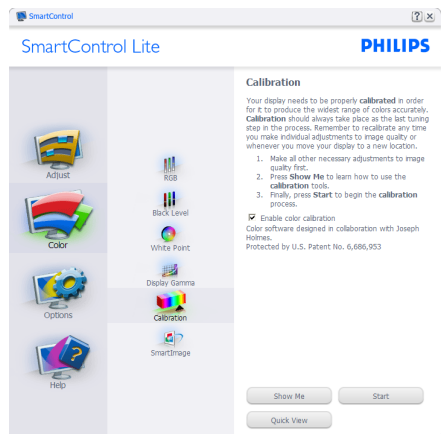 SmartControl
SmartControl Lite
PHILIPS
Adjust
Color
Options
Help
RGB
Black Level
White Point
Display Gamma
Calibration
SmartImage
Calibration
Your display needs to be properly calibrated in order
for it to produce the widest range of colors accurately.
Calibration should always take place as the last tuning
step in the process. Remember to recalibrate any time
you make individual adjustments to image quality or
whenever you move your display to a new location.
1. Make all other necessary adjustments to image
quality first.
2. Press Show Me to learn how to use the
calibration tools.
3. Finally, press Start to begin the calibration
process.
Enable color calibration
Color software designed in collaboration with Joseph
Holmes.
Protected by U.S. Patent No. 6,686,953
Show Me
Start
Quick View